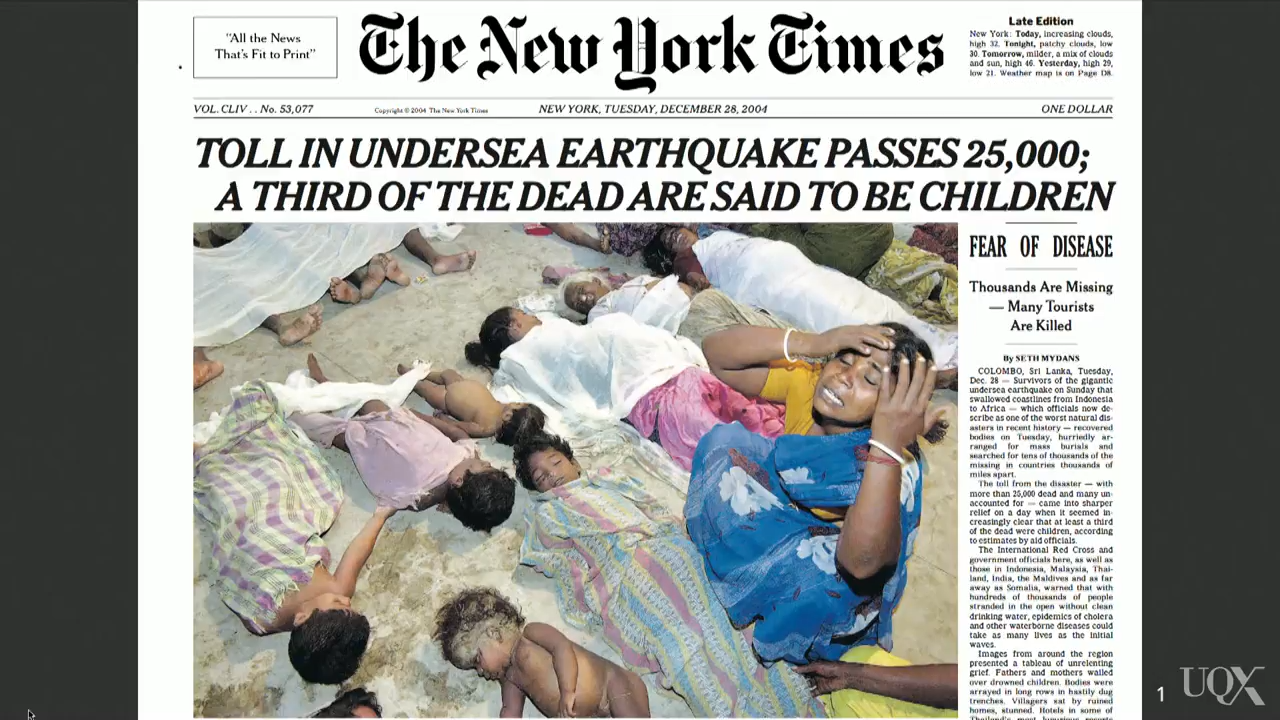 "All the News
That's Fit to Print"
The New York Times
Late Edition
New York: Today, increasing clouds,
high 32. Tonight, patchy clouds, low
30. Tomorrow, milder, a mix of clouds
and sun, high 46. Yesterday, high 29,
low 21. Weather map is on Page D8.
VOL. CLIV . . No. 53,077
Copyright © 2004 The New York Times
NEW YORK, TUESDAY, DECEMBER 28, 2004
ONE DOLLAR
TOLL IN UNDERSEA EARTHQUAKE PASSES 25,000;
A THIRD OF THE DEAD ARE SAID TO BE CHILDREN
FEAR OF DISEASE
Thousands Are Missing
— Many Tourists
Are Killed
By SETH MYDANS
COLOMBO, Sri Lanka, Tuesday,
Dec. 28 — Survivors of the gigantic
undersea earthquake on Sunday that
swallowed coastlines from Indonesia
to Africa — which officials now de-
scribe as one of the worst natural dis-
asters in recent history — recovered
bodies on Tuesday, hurriedly ar-
ranged for mass burials and
searched for tens of thousands of the
missing in countries thousands of
miles apart.
The toll from the disaster — with
more than 25,000 dead and many un-
accounted for — came into sharper
relief on a day when it seemed in-
creasingly clear that at least a third
of the dead were children, according
to estimates by aid officials.
The International Red Cross and
government officials here, as well as
those in Indonesia, Malaysia, Thai-
land, India, the Maldives and as far
away as Somalia, warned that with
hundreds of thousands of people
stranded in the open without clean
drinking water, epidemics of cholera
and other waterborne diseases could
take as many lives as the initial
waves.
Images from around the region
presented a tableau of unrelenting
grief. Fathers and mothers wailed
over drowned children. Bodies were
arrayed in long rows in hastily dug
trenches. Villagers sat by ruined
homes, stunned. Hotels in some of
Thailand's most luxurious resorts
1
UQX